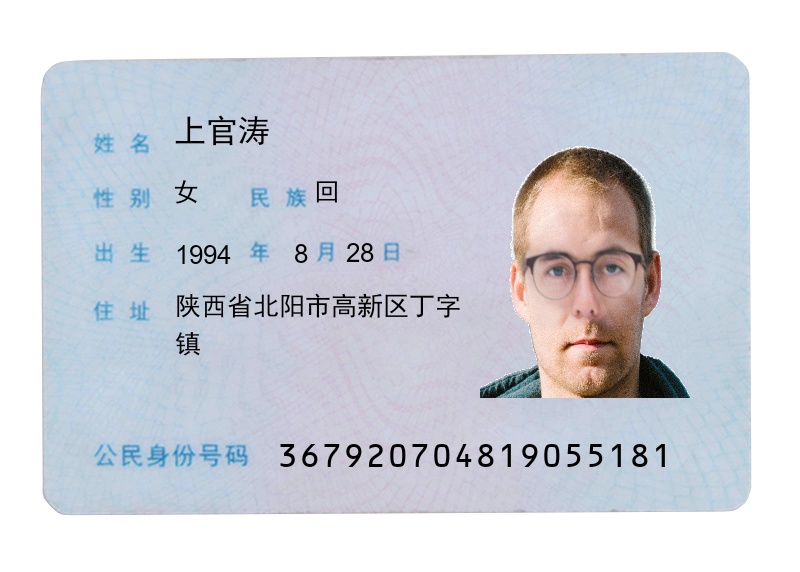 姓名 上官涛
性别 女 民族 回
出生 1994 年 8 月 28 日
住址 陕西省北阳市高新区丁字
镇
公民身份号码 367920704819055181